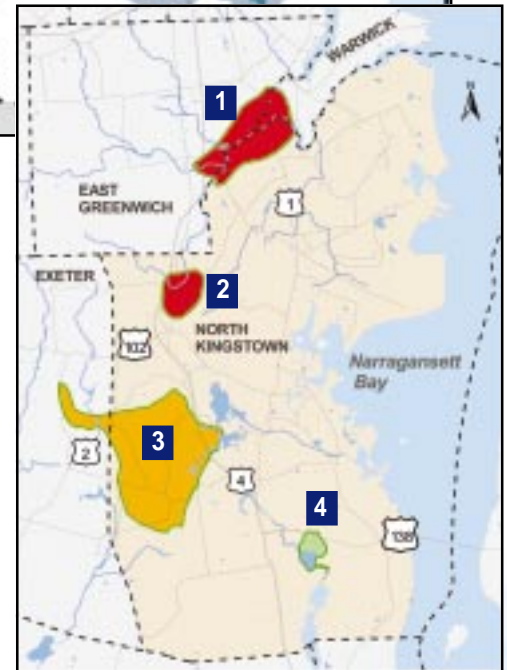 WARWICK
N
1
EAST
GREENWICH
1
EXETER
2
NORTH
KINGSTOWN
102
Narragansett
Bay
3
2
4
4
138